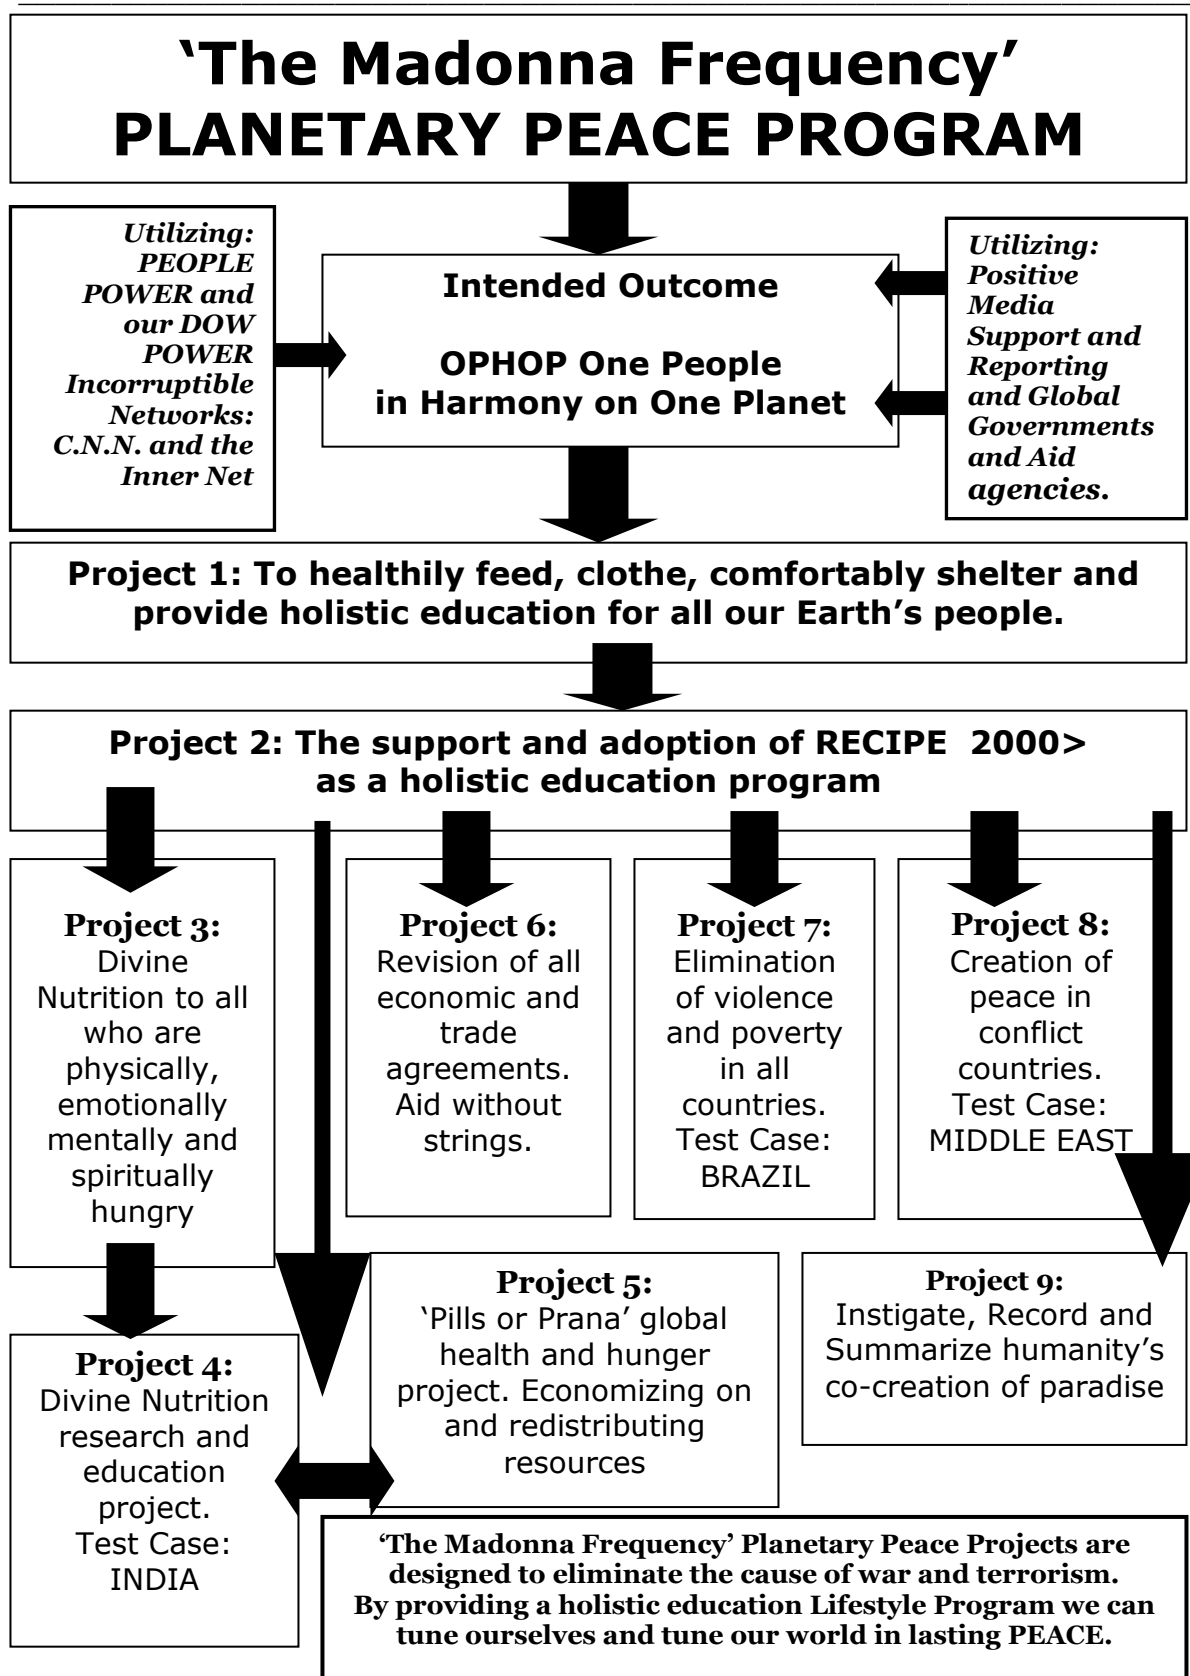 ‘The Madonna Frequency’
PLANETARY PEACE PROGRAM
Utilizing:
PEOPLE
POWER and
our DOW
POWER
Incorruptible
Networks:
C.N.N. and the
Inner Net
Intended Outcome
OPHOP One People
in Harmony on One Planet
Utilizing:
Positive
Media
Support and
Reporting
and Global
Governments
and Aid
agencies.
Project 1: To healthily feed, clothe, comfortably shelter and
provide holistic education for all our Earth’s people.
Project 2: The support and adoption of RECIPE  2000>
as a holistic education program
Project 3:
Divine
Nutrition to all
who are
physically,
emotionally
mentally and
spiritually
hungry
Project 6:
Revision of all
economic and
trade
agreements.
Aid without
strings.
Project 7:
Elimination
of violence
and poverty
in all
countries.
Test Case:
BRAZIL
Project 8:
Creation of
peace in
conflict
countries.
Test Case:
MIDDLE EAST
Project 4:
Divine Nutrition
research and
education
project.
Test Case:
INDIA
Project 5:
‘Pills or Prana’ global
health and hunger
project. Economizing on
and redistributing
resources
Project 9:
Instigate, Record and
Summarize humanity’s
co-creation of paradise
‘The Madonna Frequency’ Planetary Peace Projects are
designed to eliminate the cause of war and terrorism.
By providing a holistic education Lifestyle Program we can
tune ourselves and tune our world in lasting PEACE.